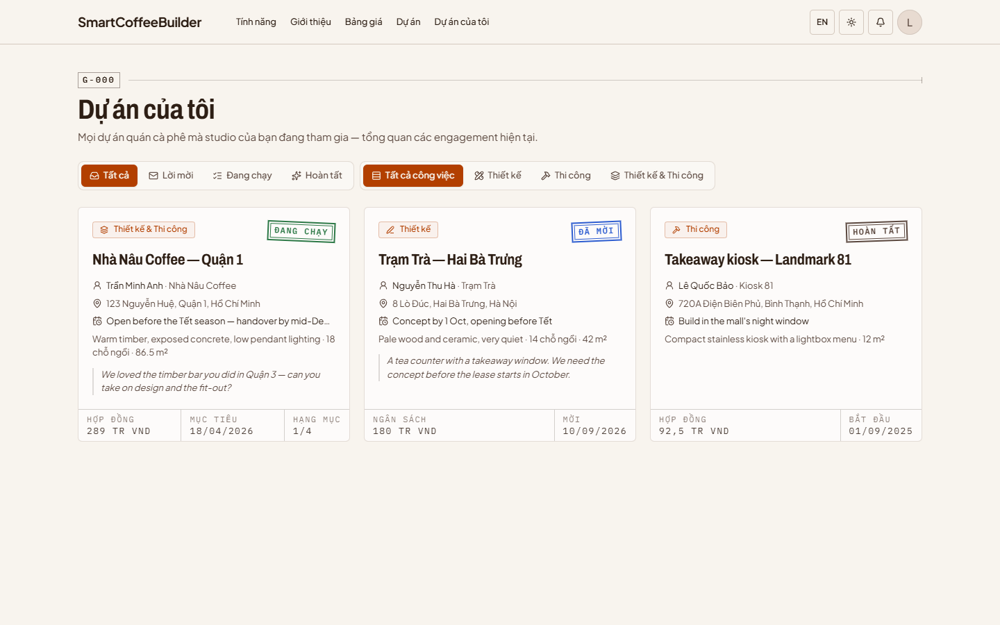 SmartCoffeeBuilder
Tính năng
Giới thiệu
Bảng giá
Dự án
Dự án của tôi
EN
L
G-000
Dự án của tôi
Mọi dự án quán cà phê mà studio của bạn đang tham gia — tổng quan các engagement hiện tại.
Tất cả
Lời mời
Đang chạy
Hoàn tất
Tất cả công việc
Thiết kế
Thi công
Thiết kế & Thi công
Thiết kế & Thi công
ĐANG CHẠY
Nhà Nâu Coffee — Quận 1
Trần Minh Anh · Nhà Nâu Coffee
123 Nguyễn Huệ, Quận 1, Hồ Chí Minh
Open before the Tết season — handover by mid-De...
Warm timber, exposed concrete, low pendant lighting · 18
chỗ ngồi · 86.5 m²
We loved the timber bar you did in Quận 3 — can you
take on design and the fit-out?
HỢP ĐỒNG
289 TR VND
MỤC TIÊU
18/04/2026
HẠNG MỤC
1/4
Thiết kế
ĐÃ MỜI
Trạm Trà — Hai Bà Trưng
Nguyễn Thu Hà · Trạm Trà
8 Lò Đúc, Hai Bà Trưng, Hà Nội
Concept by 1 Oct, opening before Tết
Pale wood and ceramic, very quiet · 14 chỗ ngồi · 42 m²
A tea counter with a takeaway window. We need the
concept before the lease starts in October.
NGÂN SÁCH
180 TR VND
MỜI
10/09/2026
Thi công
HOÀN TẤT
Takeaway kiosk — Landmark 81
Lê Quốc Bảo · Kiosk 81
720A Điện Biên Phủ, Bình Thạnh, Hồ Chí Minh
Build in the mall's night window
Compact stainless kiosk with a lightbox menu · 12 m²
HỢP ĐỒNG
92,5 TR VND
BẮT ĐẦU
01/09/2025